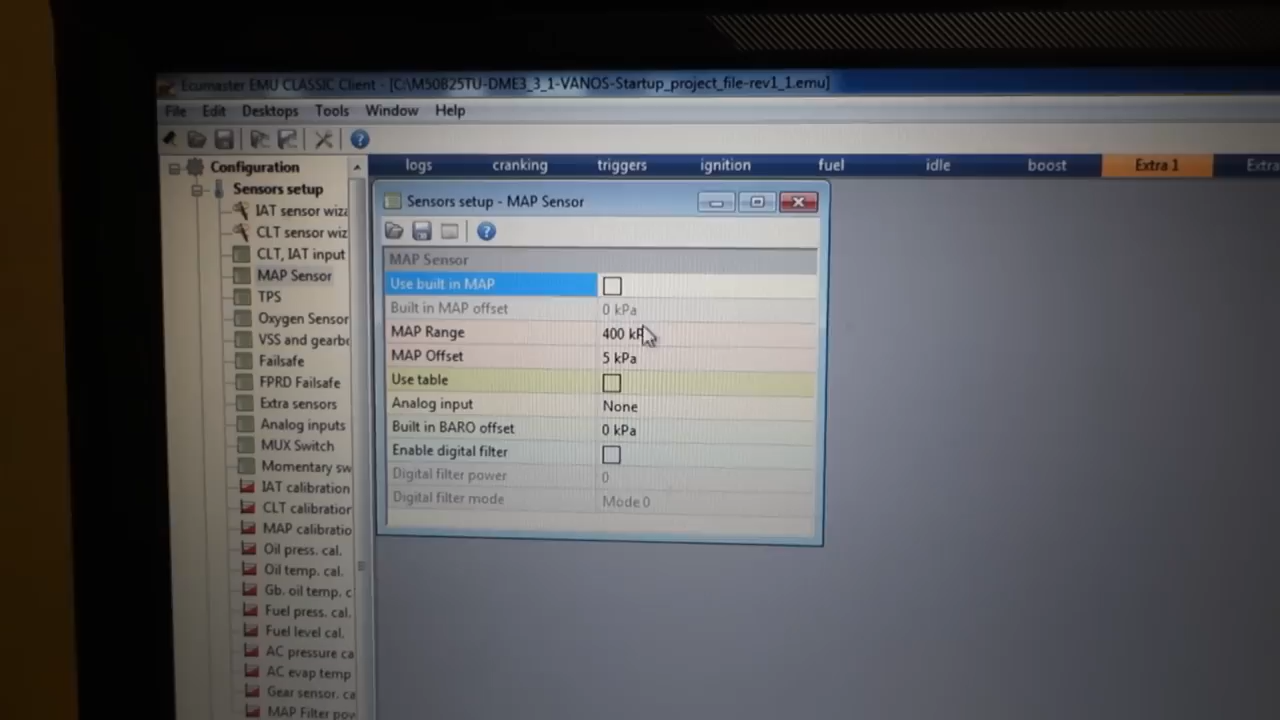 Ecumaster EMU CLASSIC Client - [C:\M50B25TU-DME3_3_1-VANOS-Startup_project_file-rev1_1.emu]
File Edit Desktops Tools Window Help
Configuration
Sensors setup
IAT sensor wiza
CLT sensor wiz
CLT, IAT input
MAP Sensor
TPS
Oxygen Sensor
VSS and gearbo
Failsafe
FPRD Failsafe
Extra sensors
Analog inputs
MUX Switch
Momentary sw
IAT calibration
CLT calibration
MAP calibratio
Oil press. cal.
Oil temp. cal.
Gb. oil temp. c
Fuel press. cal.
Fuel level cal.
AC pressure ca
AC evap temp
Gear sensor. ca
MAP Filter pov
logs cranking triggers ignition fuel idle boost Extra 1 Extra
Sensors setup - MAP Sensor
MAP Sensor
Use built in MAP
Built in MAP offset 0 kPa
MAP Range 400 kP
MAP Offset 5 kPa
Use table
Analog input None
Built in BARO offset 0 kPa
Enable digital filter
Digital filter power 0
Digital filter mode Mode 0